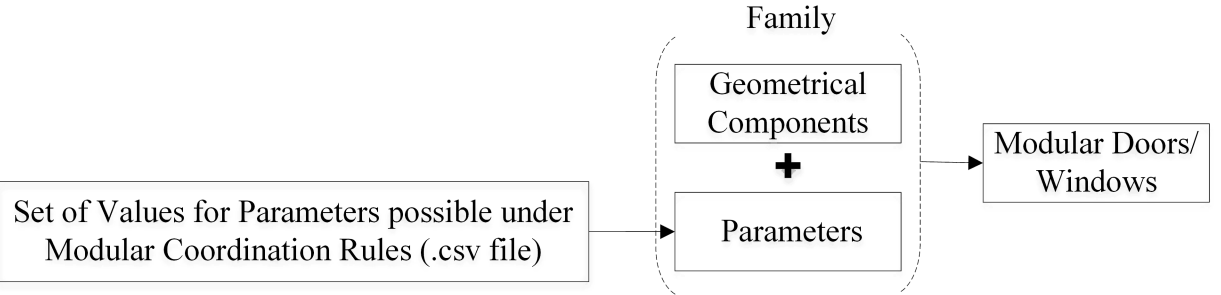 Family
Geometrical
Components
+
Parameters
Modular Doors/
Windows
Set of Values for Parameters possible under
Modular Coordination Rules (.csv file)